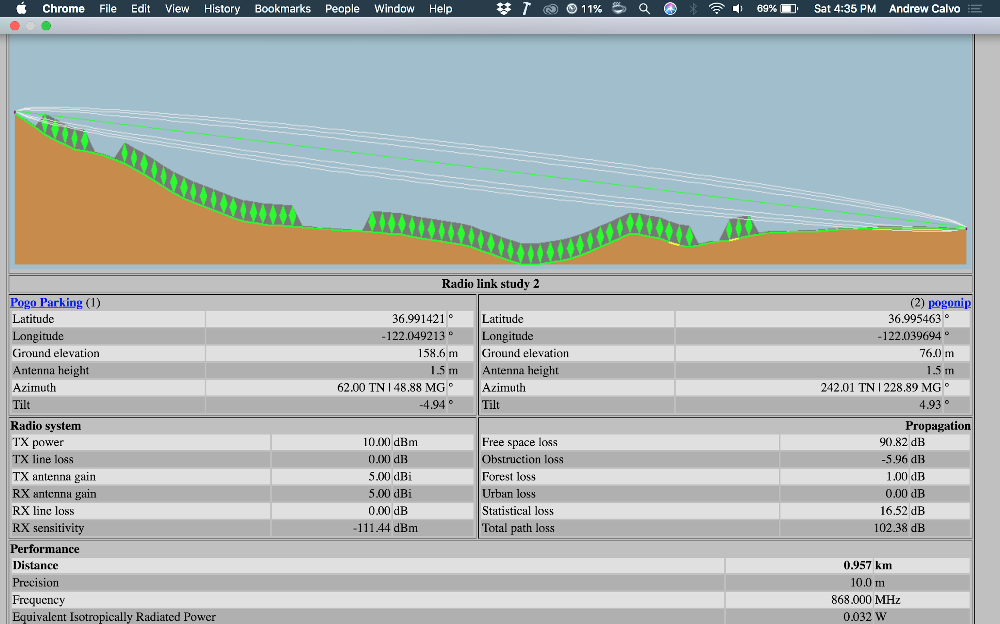 Chrome File Edit View History Bookmarks People Window Help 11% 69% Sat 4:35 PM Andrew Calvo
Radio link study 2
Pogo Parking (1)
Latitude 36.991421 °
Longitude -122.049213 °
Ground elevation 158.6 m
Antenna height 1.5 m
Azimuth 62.00 TN | 48.88 MG °
Tilt -4.94 °
(2) pogonip
Latitude 36.995463 °
Longitude -122.039694 °
Ground elevation 76.0 m
Antenna height 1.5 m
Azimuth 242.01 TN | 228.89 MG °
Tilt 4.93 °
Radio system
TX power 10.00 dBm
TX line loss 0.00 dB
TX antenna gain 5.00 dBi
RX antenna gain 5.00 dBi
RX line loss 0.00 dB
RX sensitivity -111.44 dBm
Propagation
Free space loss 90.82 dB
Obstruction loss -5.96 dB
Forest loss 1.00 dB
Urban loss 0.00 dB
Statistical loss 16.52 dB
Total path loss 102.38 dB
Performance
Distance 0.957 km
Precision 10.0 m
Frequency 868.000 MHz
Equivalent Isotropically Radiated Power 0.032 W